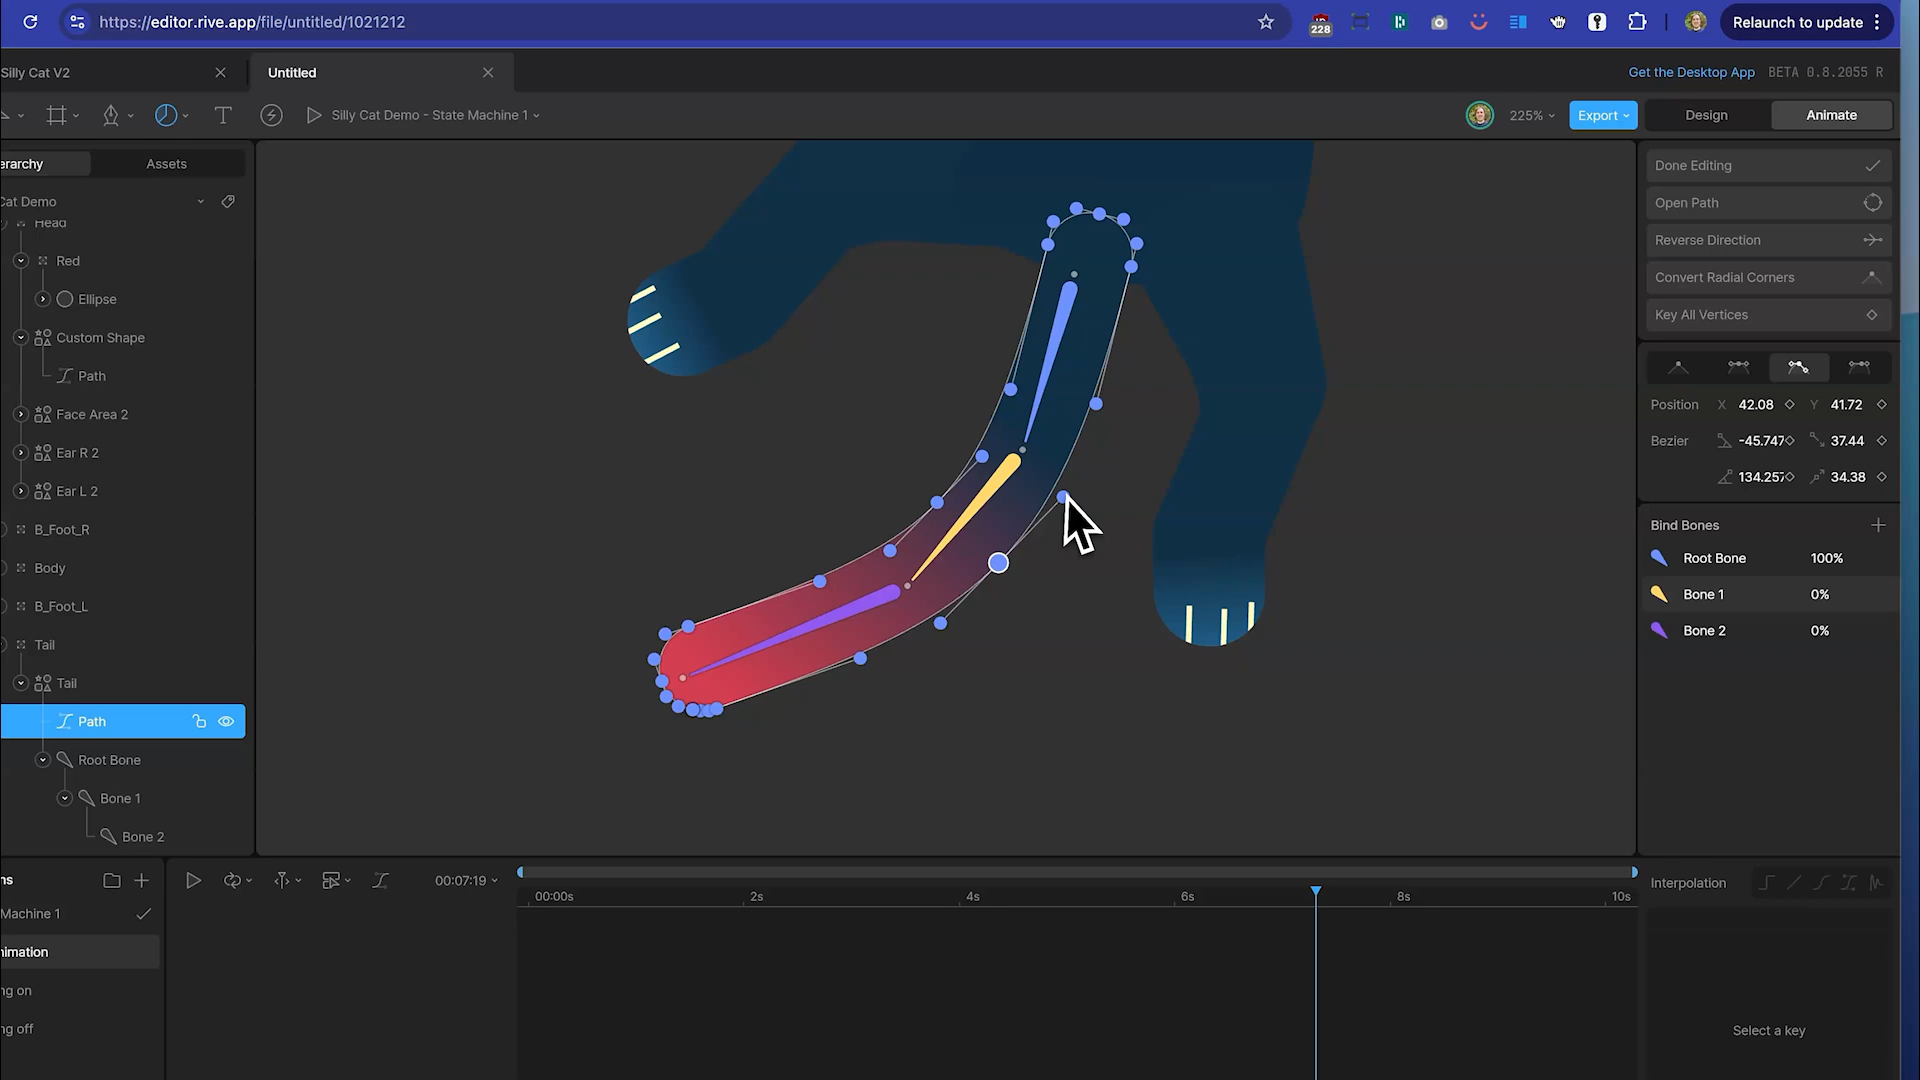 https://editor.rive.app/file/untitled/1021212
228
Relaunch to update
Silly Cat V2
Untitled
Get the Desktop App
BETA 0.8.2055 R
Silly Cat Demo - State Machine 1
225%
Export
Design
Animate
erarchy
Assets
Cat Demo
Head
Red
Ellipse
Custom Shape
Path
Face Area 2
Ear R 2
Ear L 2
B_Foot_R
Body
B_Foot_L
Tail
Tail
Path
Root Bone
Bone 1
Bone 2
Done Editing
Open Path
Reverse Direction
Convert Radial Corners
Key All Vertices
Position X 42.08 Y 41.72
Bezier -45.747 37.44
134.257 34.38
Bind Bones
Root Bone 100%
Bone 1 0%
Bone 2 0%
ns
Machine 1
nimation
ng on
ng off
00:07:19
00:00s 2s 4s 6s 8s 10s
Interpolation
Select a key